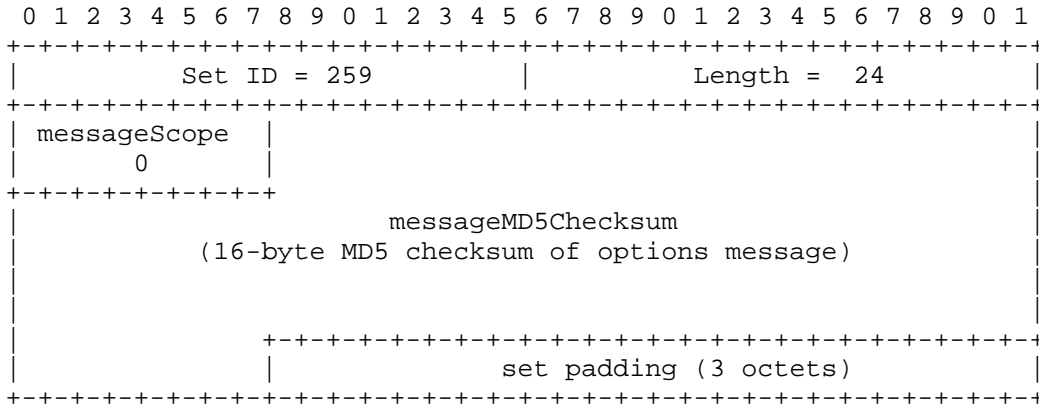 0 1 2 3 4 5 6 7 8 9 0 1 2 3 4 5 6 7 8 9 0 1 2 3 4 5 6 7 8 9 0 1
+-+-+-+-+-+-+-+-+-+-+-+-+-+-+-+-+-+-+-+-+-+-+-+-+-+-+-+-+-+-+-+-+
|          Set ID = 259         |          Length =  24         |
+-+-+-+-+-+-+-+-+-+-+-+-+-+-+-+-+-+-+-+-+-+-+-+-+-+-+-+-+-+-+-+-+
| messageScope  |                                               |
|       0       |                                               |
+-+-+-+-+-+-+-+-+                                               |
|                       messageMD5Checksum                      |
|           (16-byte MD5 checksum of options message)           |
|                                                               |
|                                                               |
|               +-+-+-+-+-+-+-+-+-+-+-+-+-+-+-+-+-+-+-+-+-+-+-+-+
|               |              set padding (3 octets)           |
+-+-+-+-+-+-+-+-+-+-+-+-+-+-+-+-+-+-+-+-+-+-+-+-+-+-+-+-+-+-+-+-+